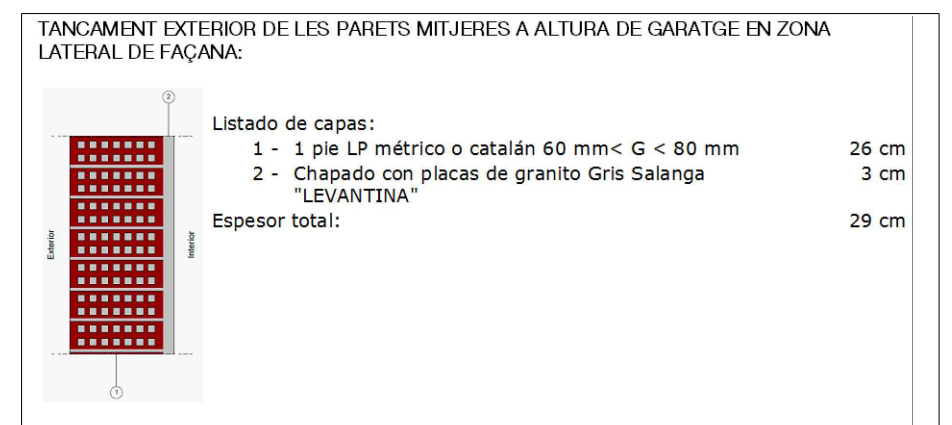 TANCAMENT EXTERIOR DE LES PARETS MITJERES A ALTURA DE GARATGE EN ZONA
LATERAL DE FAÇANA:
2
Listado de capas:
1 - 1 pie LP métrico o catalán 60 mm< G < 80 mm 26 cm
2 - Chapado con placas de granito Gris Salanga 3 cm
"LEVANTINA"
Espesor total: 29 cm
Exterior
Interior
1